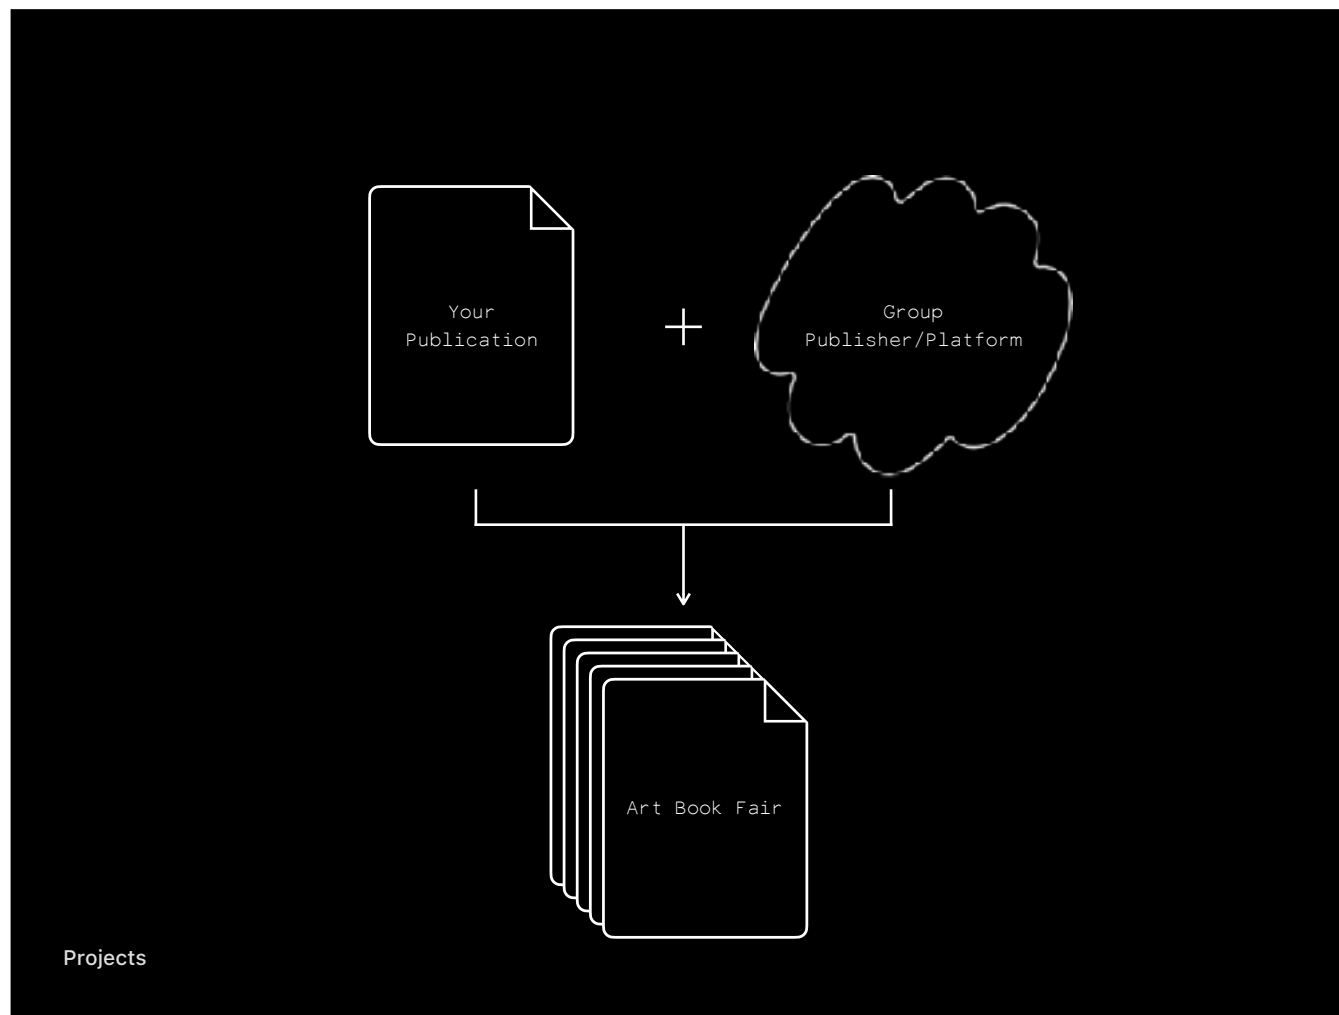 Your
Publication
Group
Publisher/Platform
Art Book Fair
Projects